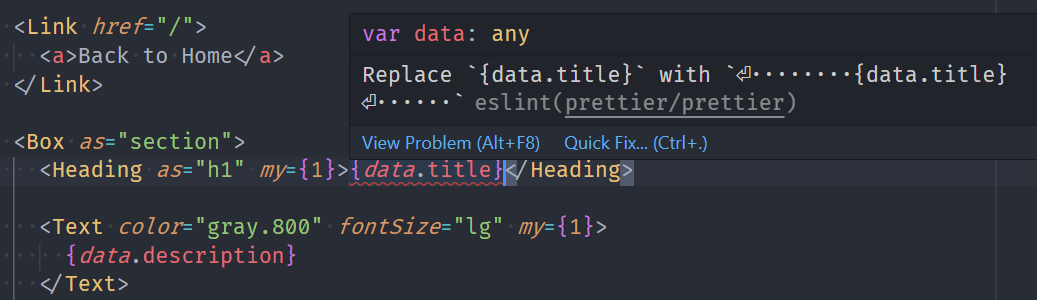 <Link href="/">
<a>Back to Home</a>
</Link>
<Box as="section">
<Heading as="h1" my={1}>{data.title}</Heading>
<Text color="gray.800" fontSize="lg" my={1}>
{data.description}
</Text>
var data: any
Replace `{data.title}` with `⏎········{data.title}
⏎······` eslint(prettier/prettier)
View Problem (Alt+F8) Quick Fix... (Ctrl+.)